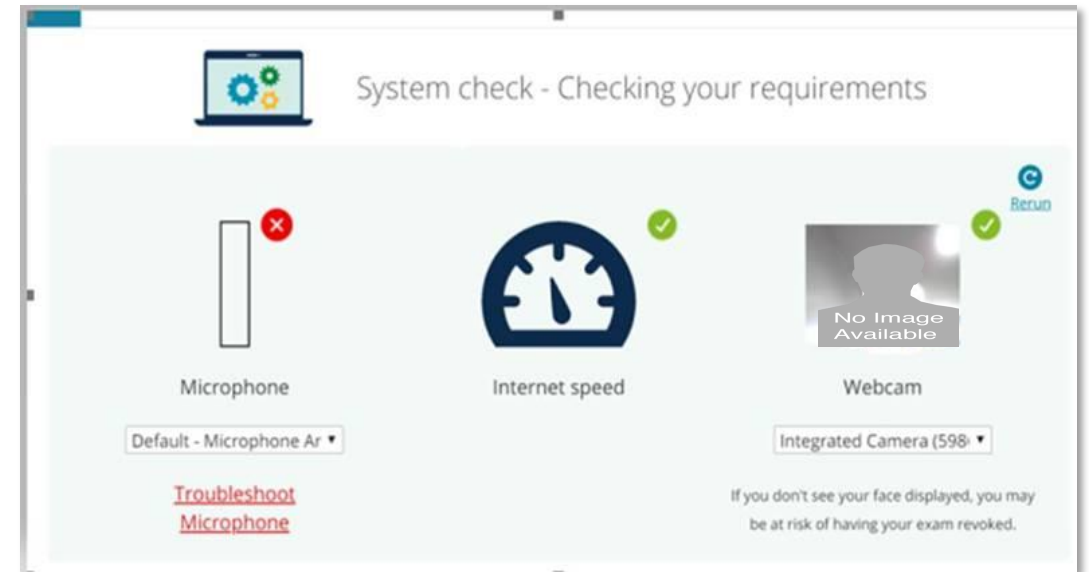 System check - Checking your requirements
Rerun
No Image
Available
Microphone
Internet speed
Webcam
Default - Microphone Ar
Integrated Camera (598
Troubleshoot
Microphone
If you don't see your face displayed, you may
be at risk of having your exam revoked.